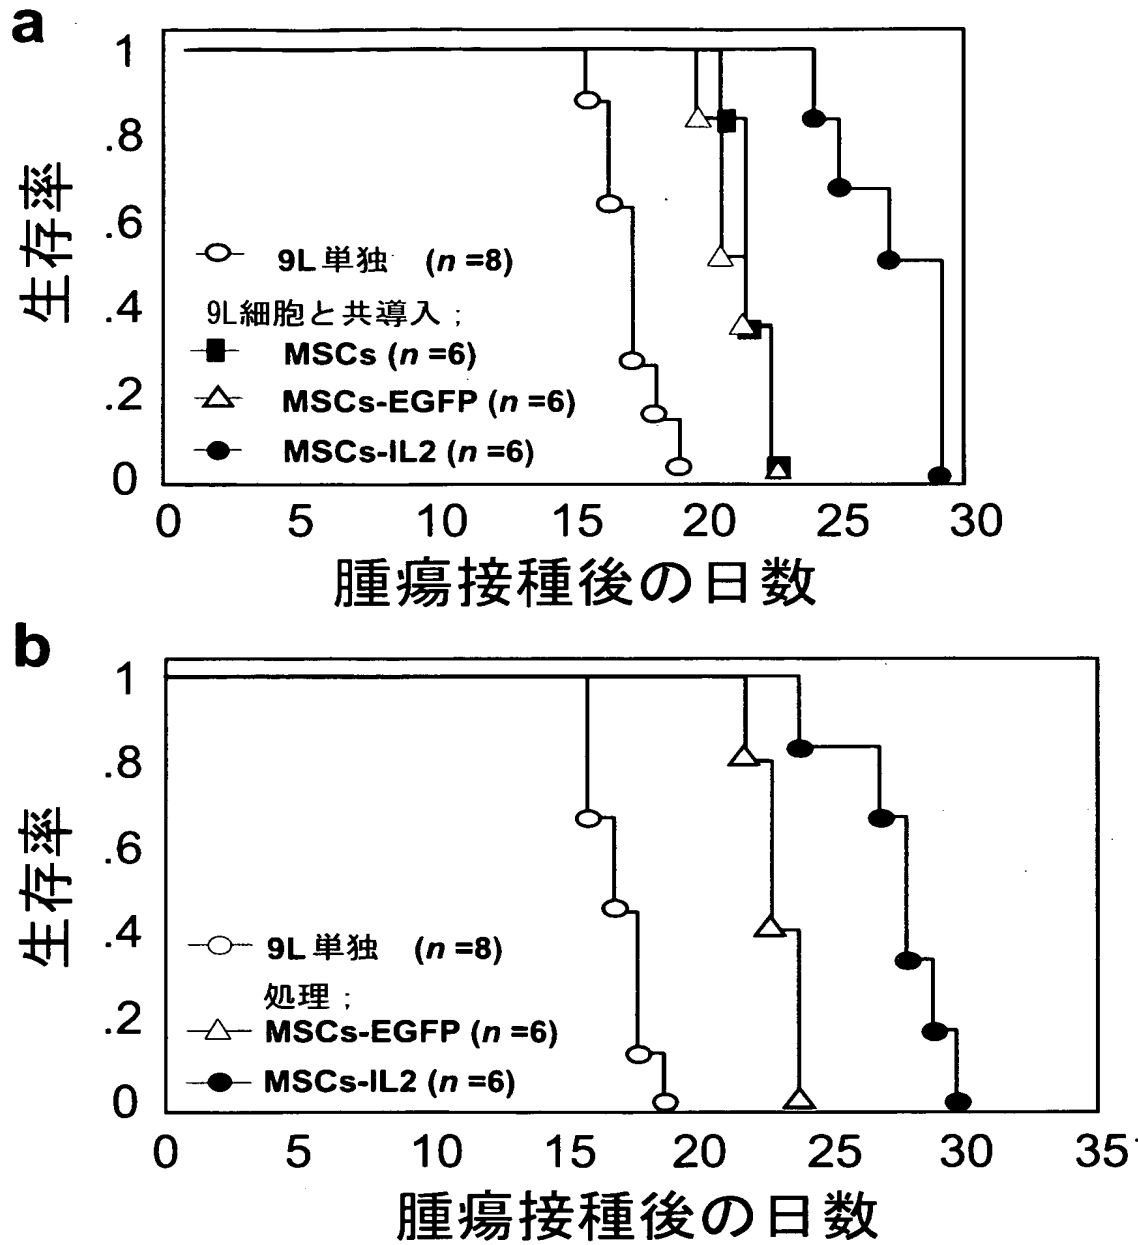 a
生存率
1
.8
.6
.4
.2
0
9L単独 (n =8)
9L細胞と共導入 ;
MSCs (n =6)
MSCs-EGFP (n =6)
MSCs-IL2 (n =6)
0 5 10 15 20 25 30
腫瘍接種後の日数
b
生存率
1
.8
.6
.4
.2
0
9L単独 (n =8)
処理 ;
MSCs-EGFP (n =6)
MSCs-IL2 (n =6)
0 5 10 15 20 25 30 35
腫瘍接種後の日数